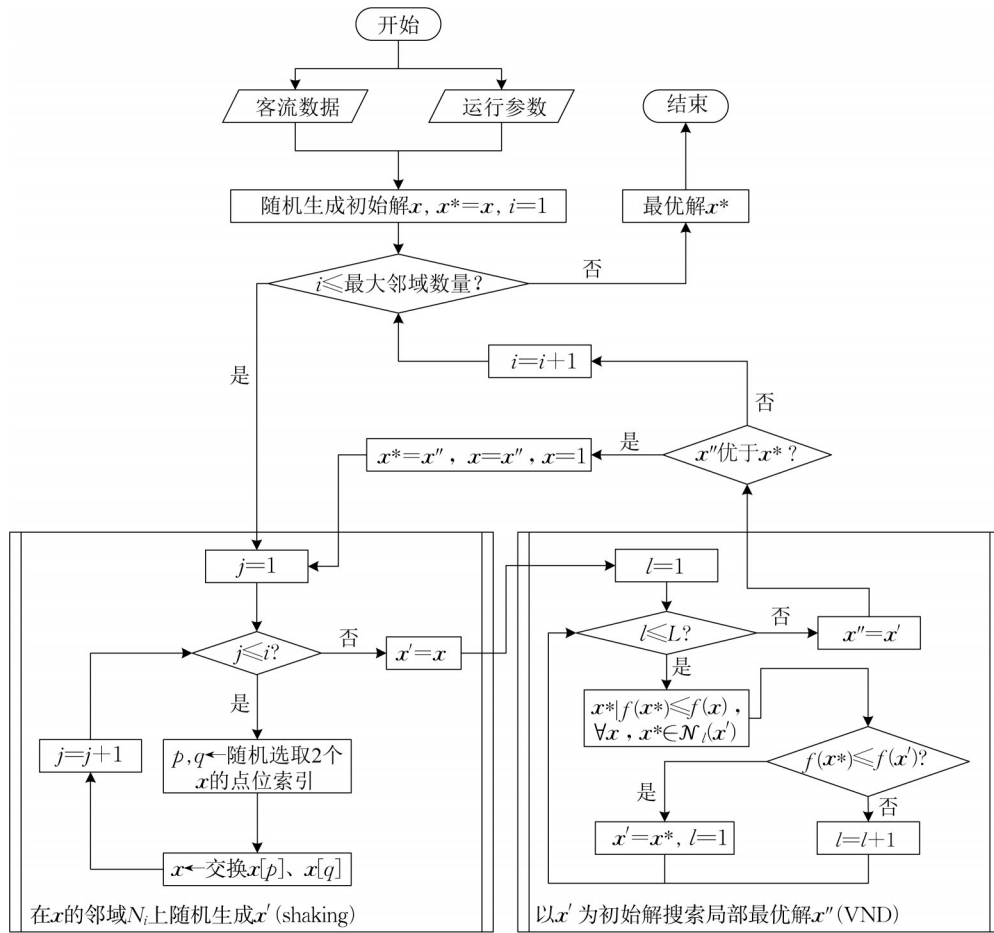 开始
客流数据
运行参数
结束
随机生成初始解x, x*=x, i=1
最优解x*
i≤最大邻域数量?
否
是
i=i+1
否
x*=x″, x=x″, x=1
是
x″优于x*?
j=1
j≤i?
否
x′=x
是
j=j+1
p,q←随机选取2个
x的点位索引
x←交换x[p]、x[q]
在x的邻域Ni上随机生成x′(shaking)
l=1
l≤L?
否
x″=x′
是
x*|f(x*)≤f(x),
∀x, x*∈Nl(x′)
f(x*)≤f(x′)?
是
否
x′=x*, l=1
l=l+1
以x′为初始解搜索局部最优解x″(VND)